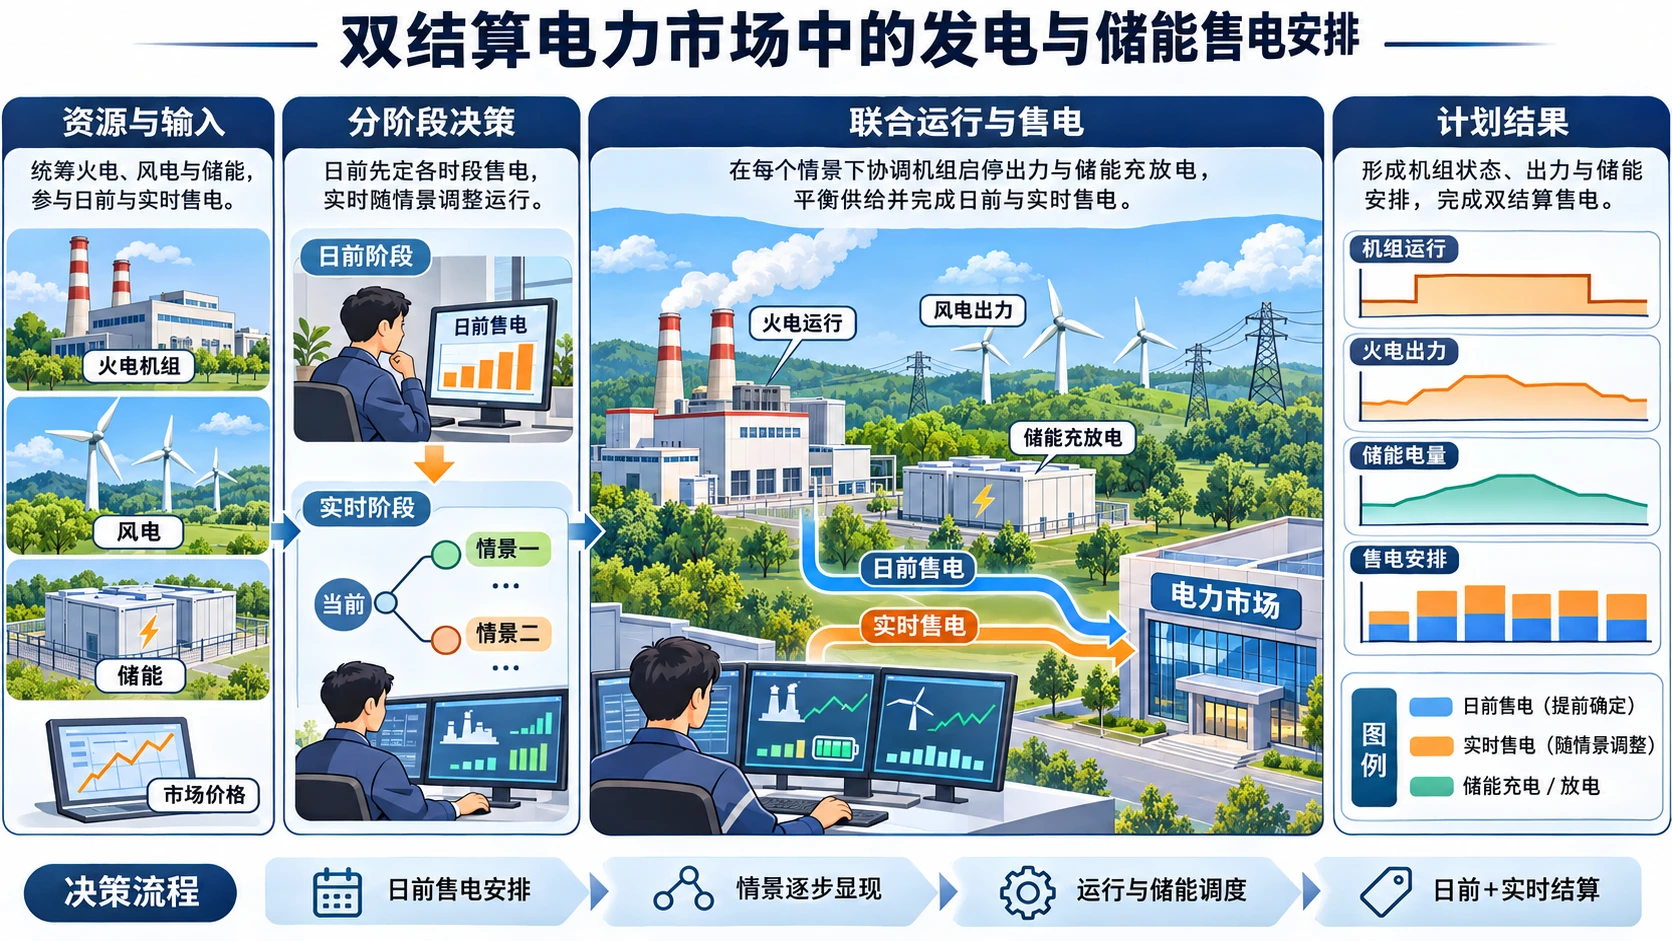 双结算电力市场中的发电与储能售电安排
资源与输入
统筹火电、风电与储能，
参与日前与实时售电。
火电机组
风电
储能
市场价格
分阶段决策
日前先定各时段售电，
实时随情景调整运行。
日前阶段
日前售电
实时阶段
当前
情景一
...
情景二
...
联合运行与售电
在每个情景下协调机组启停出力与储能充放电，
平衡供给并完成日前与实时售电。
火电运行
风电出力
储能充放电
日前售电
实时售电
电力市场
计划结果
形成机组状态、出力与储能
安排，完成双结算售电。
机组运行
火电出力
储能电量
售电安排
图例
日前售电（提前确定）
实时售电（随情景调整）
储能充电 / 放电
决策流程
日前售电安排
情景逐步显现
运行与储能调度
日前+实时结算